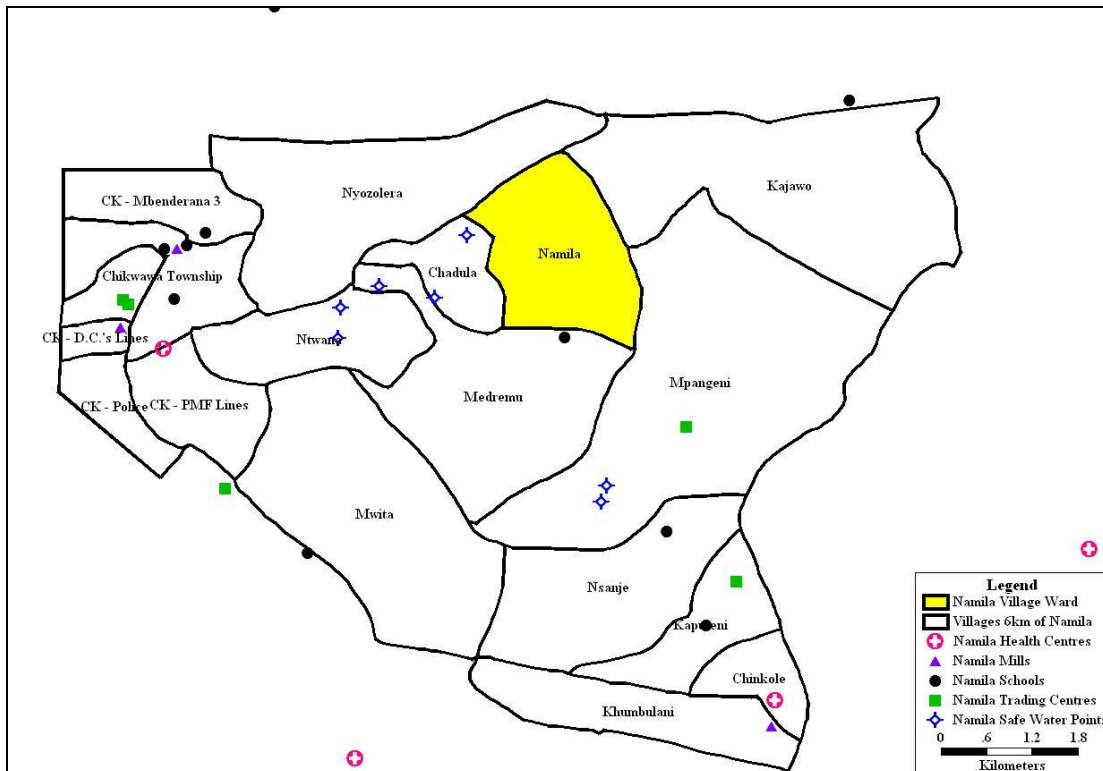 Nyozolera
Kajawo
CK - Mbenderana 3
Namila
Chadula
Chikwawa Township
CK - D.C.'s Lines
Ntwana
Mpangeni
Medremu
CK - Police
CK - PMF Lines
Mwita
Nsanje
Chinkole
Khumbulani
Legend
Namila Village Ward
Villages 6km of Namila
Namila Health Centres
Namila Mills
Namila Schools
Namila Trading Centres
Namila Safe Water Points
0 .6 1.2 1.8
Kilometers